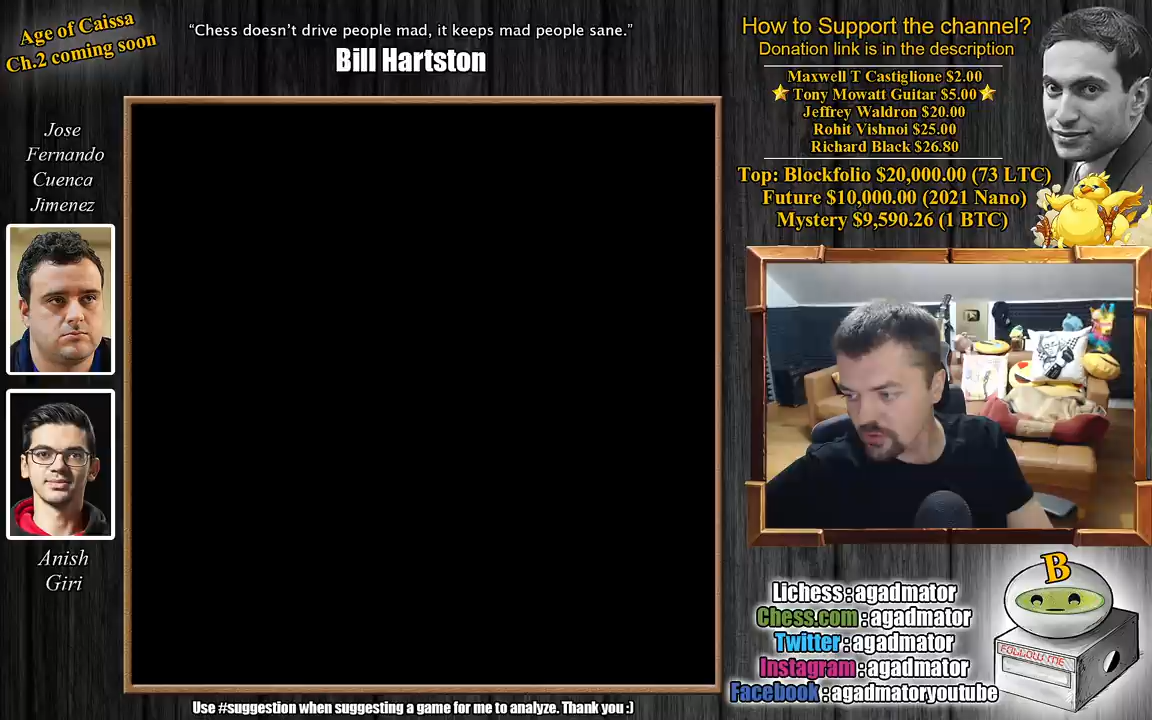 Age of Caissa
Ch.2 coming soon
“Chess doesn’t drive people mad, it keeps mad people sane.”
Bill Hartston
Jose
Fernando
Cuenca
Jimenez
Anish
Giri
Use #suggestion when suggesting a game for me to analyze. Thank you :)
How to Support the channel?
Donation link is in the description
Maxwell T Castiglione $2.00
Tony Mowatt Guitar $5.00
Jeffrey Waldron $20.00
Rohit Vishnoi $25.00
Richard Black $26.80
Top: Blockfolio $20,000.00 (73 LTC)
Future $10,000.00 (2021 Nano)
Mystery $9,590.26 (1 BTC)
Lichess : agadmator
Chess.com : agadmator
Twitter : agadmator
Instagram : agadmator
Facebook : agadmatoryoutube
B
FOLLOW ME